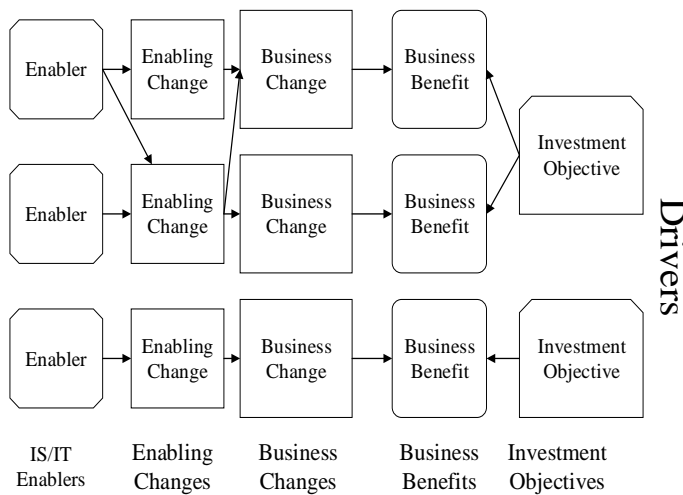 Enabler
Enabling
Change
Business
Change
Business
Benefit
Investment
Objective
Enabler
Enabling
Change
Business
Change
Business
Benefit
Drivers
Enabler
Enabling
Change
Business
Change
Business
Benefit
Investment
Objective
IS/IT
Enablers
Enabling
Changes
Business
Changes
Business
Benefits
Investment
Objectives